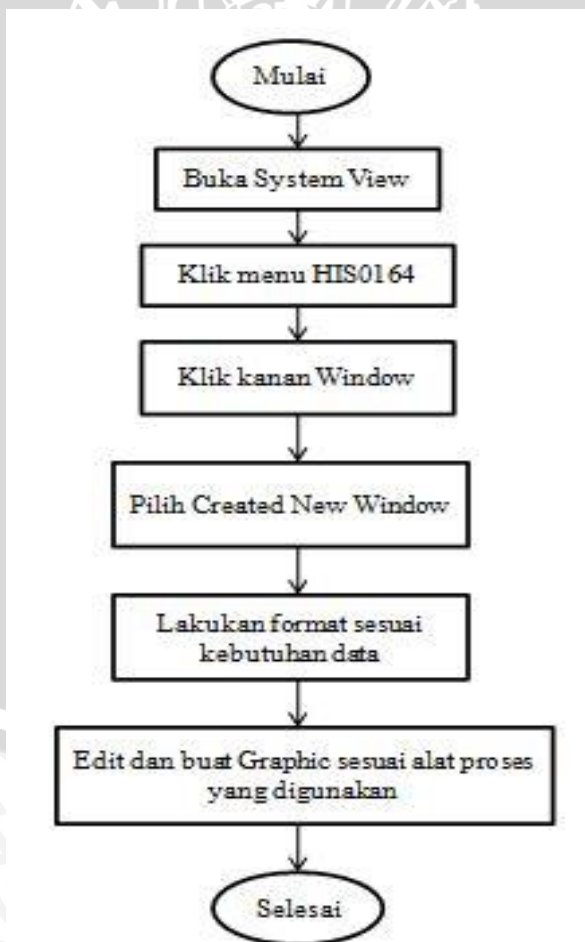 Mulai
Buka System View
Klik menu HIS0164
Klik kanan Window
Pilih Created New Window
Lakukan format sesuai
kebutuhan data
Edit dan buat Graphic sesuai alat proses
yang digunakan
Selesai